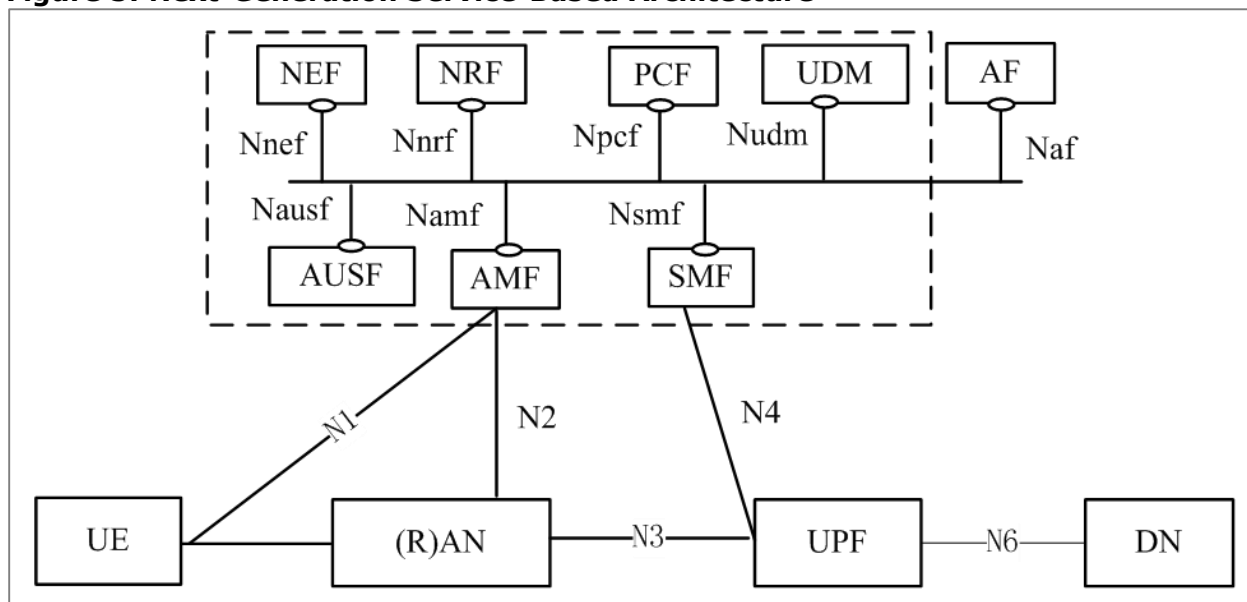 Figure 3: Next-Generation Service-Based Architecture
NEF
NRF
PCF
UDM
AF
Nnef
Nnrf
Npcf
Nudm
Naf
Nausf
Namf
Nsmf
AUSF
AMF
SMF
N1
N2
N4
UE
(R)AN
N3
UPF
N6
DN